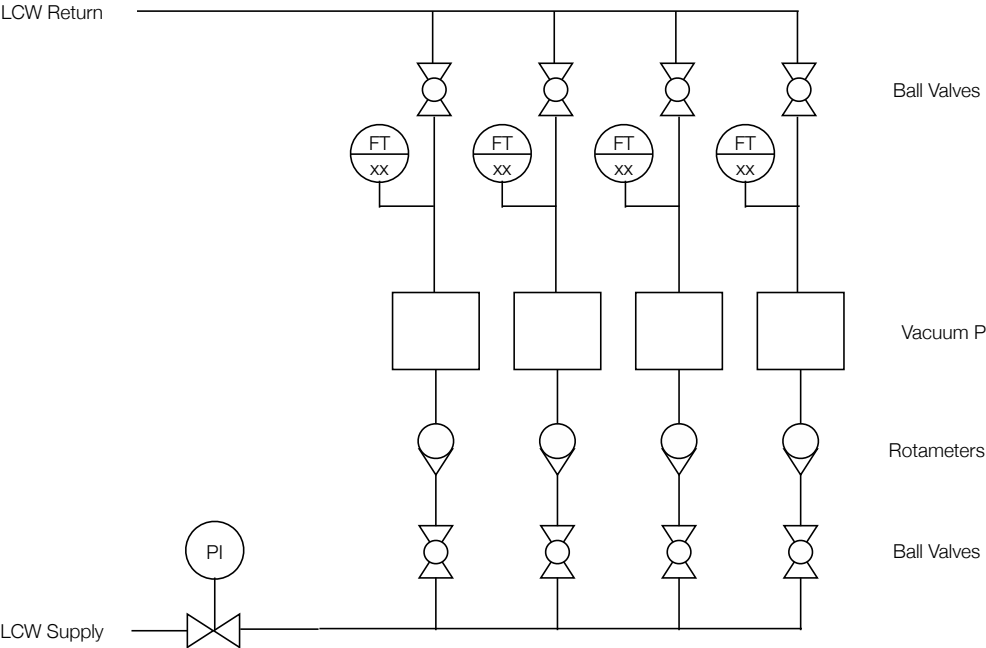 LCW Return
Ball Valves
FT
xx
FT
xx
FT
xx
FT
xx
Vacuum P
Rotameters
PI
Ball Valves
LCW Supply